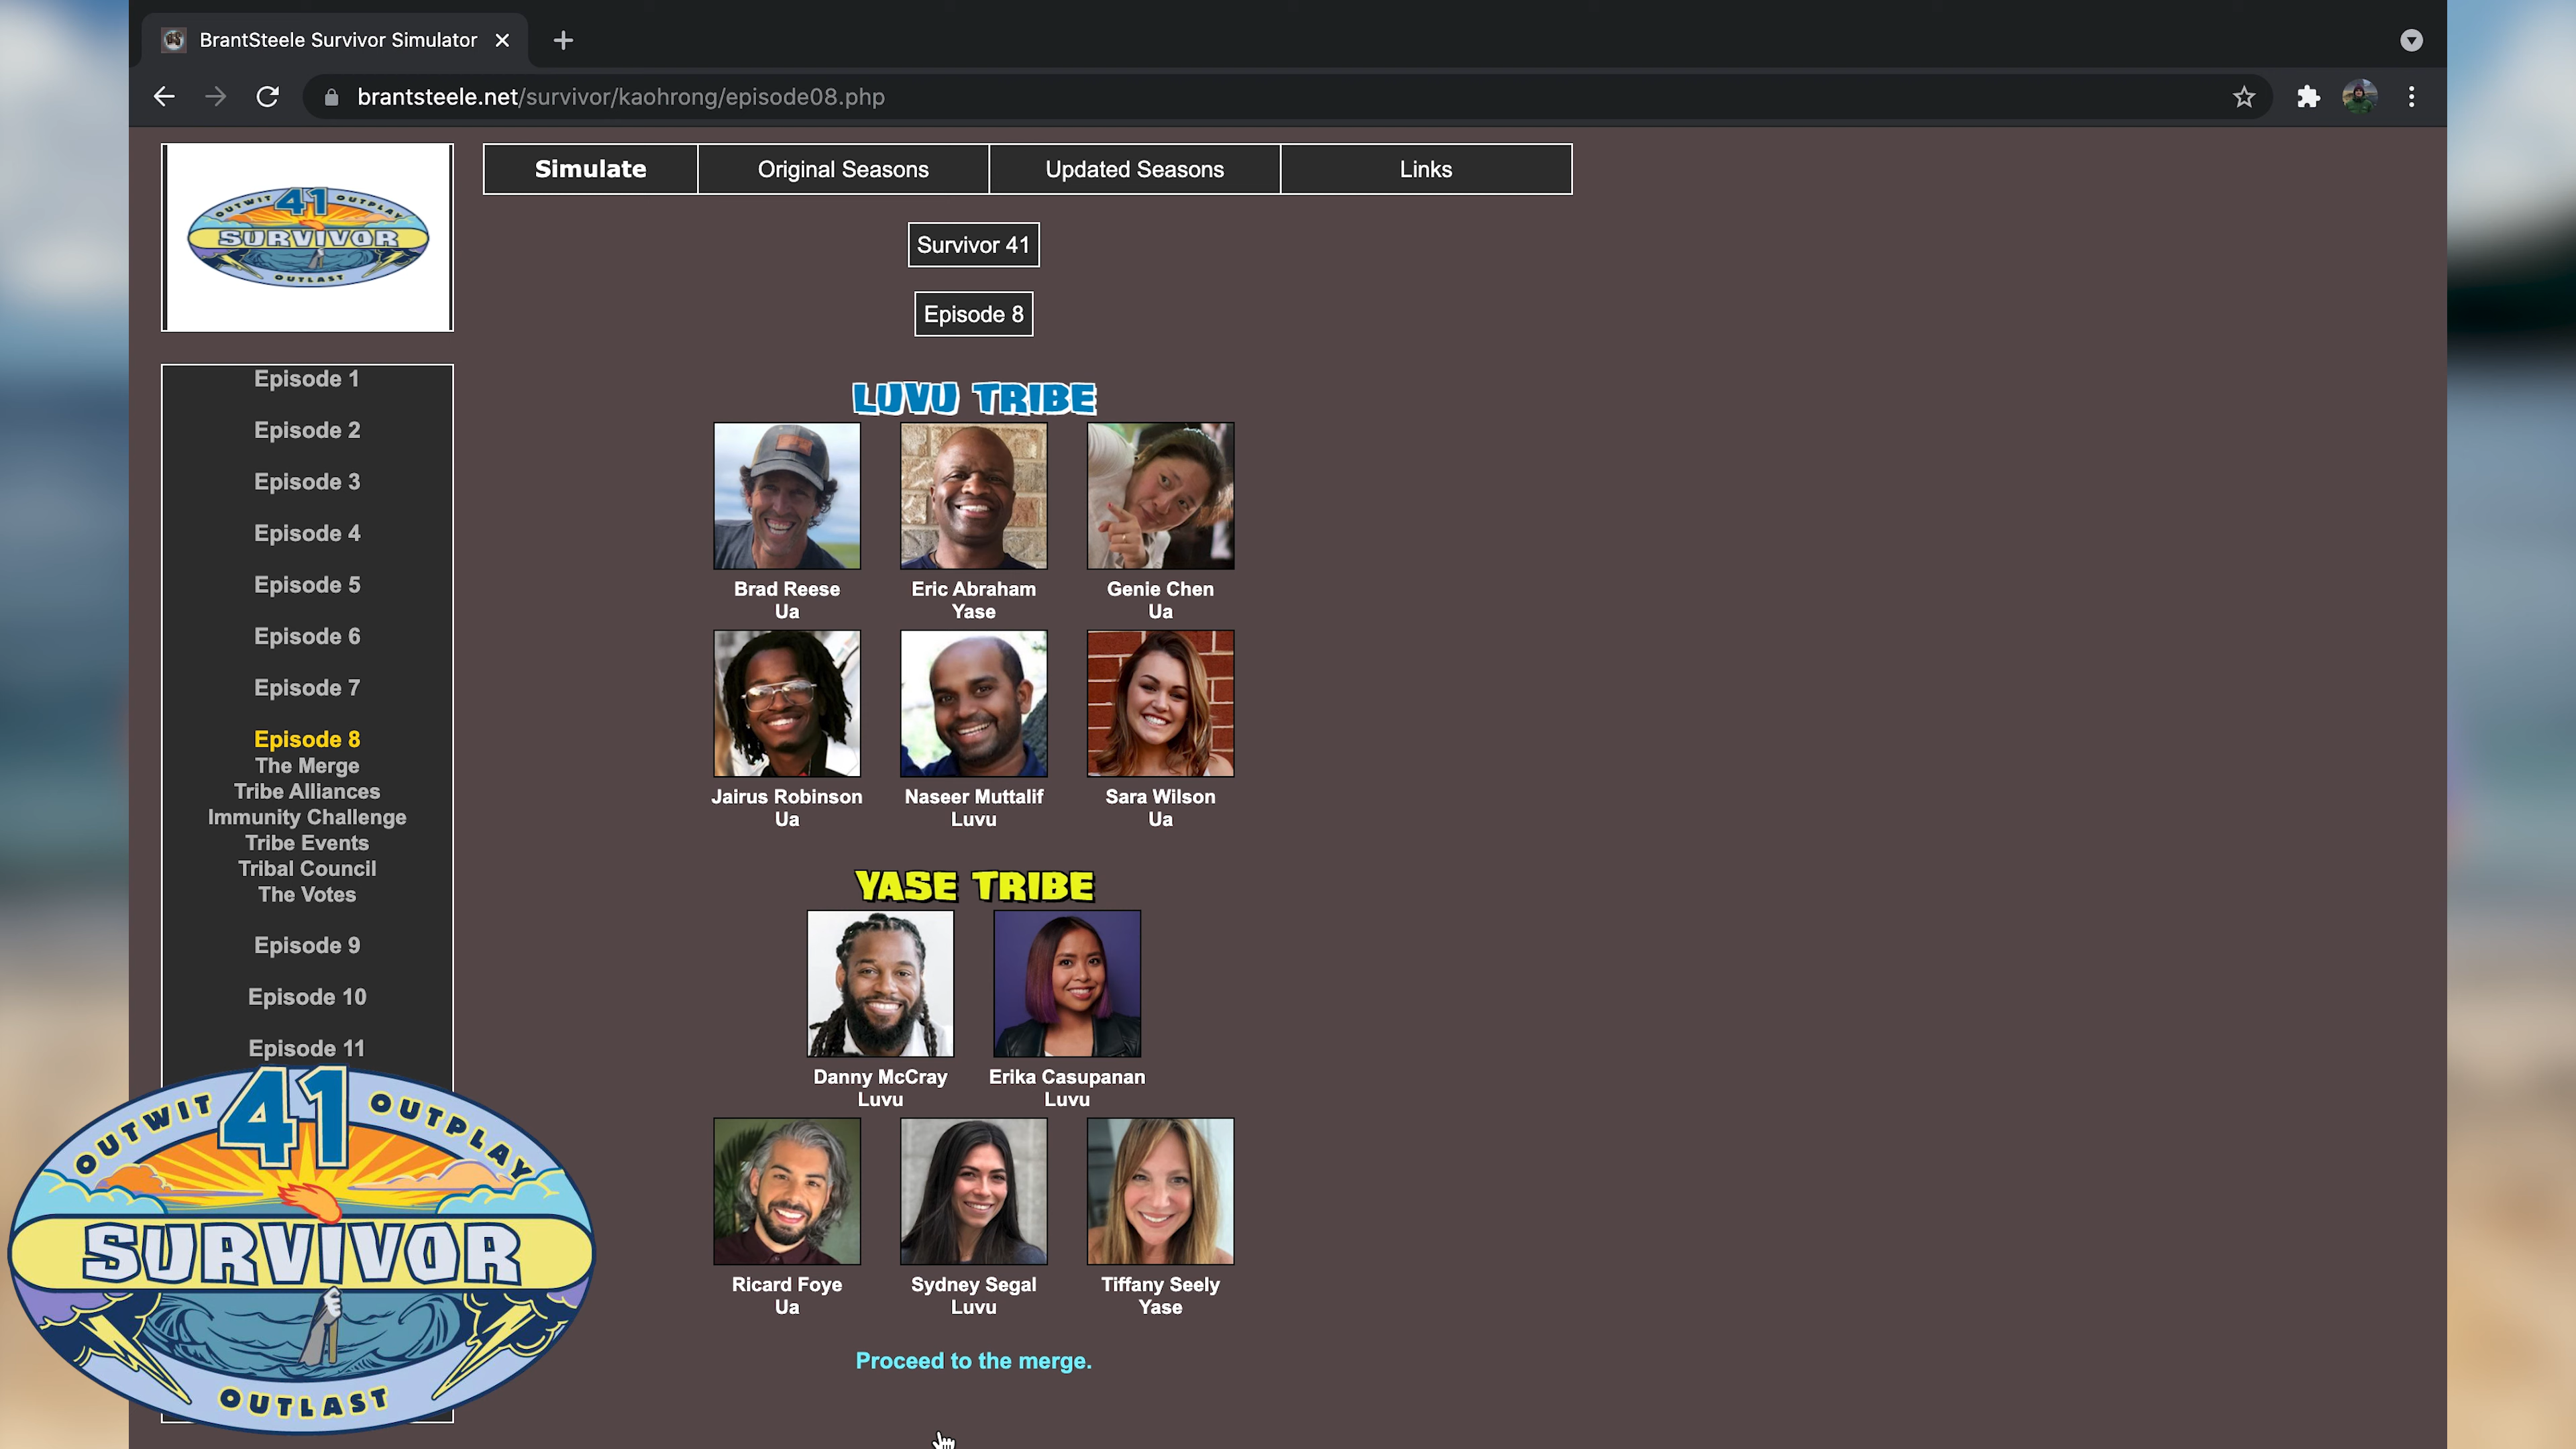 BrantSteele Survivor Simulator
brantsteele.net/survivor/kaohrong/episode08.php
OUTWIT 41 OUTPLAY
SURVIVOR
OUTLAST
Simulate
Original Seasons
Updated Seasons
Links
Survivor 41
Episode 8
Episode 1
Episode 2
Episode 3
Episode 4
Episode 5
Episode 6
Episode 7
Episode 8
The Merge
Tribe Alliances
Immunity Challenge
Tribe Events
Tribal Council
The Votes
Episode 9
Episode 10
Episode 11
LUVU TRIBE
Brad Reese
Ua
Eric Abraham
Yase
Genie Chen
Ua
Jairus Robinson
Ua
Naseer Muttalif
Luvu
Sara Wilson
Ua
YASE TRIBE
Danny McCray
Luvu
Erika Casupanan
Luvu
Ricard Foye
Ua
Sydney Segal
Luvu
Tiffany Seely
Yase
Proceed to the merge.
OUTWIT 41 OUTPLAY
SURVIVOR
OUTLAST